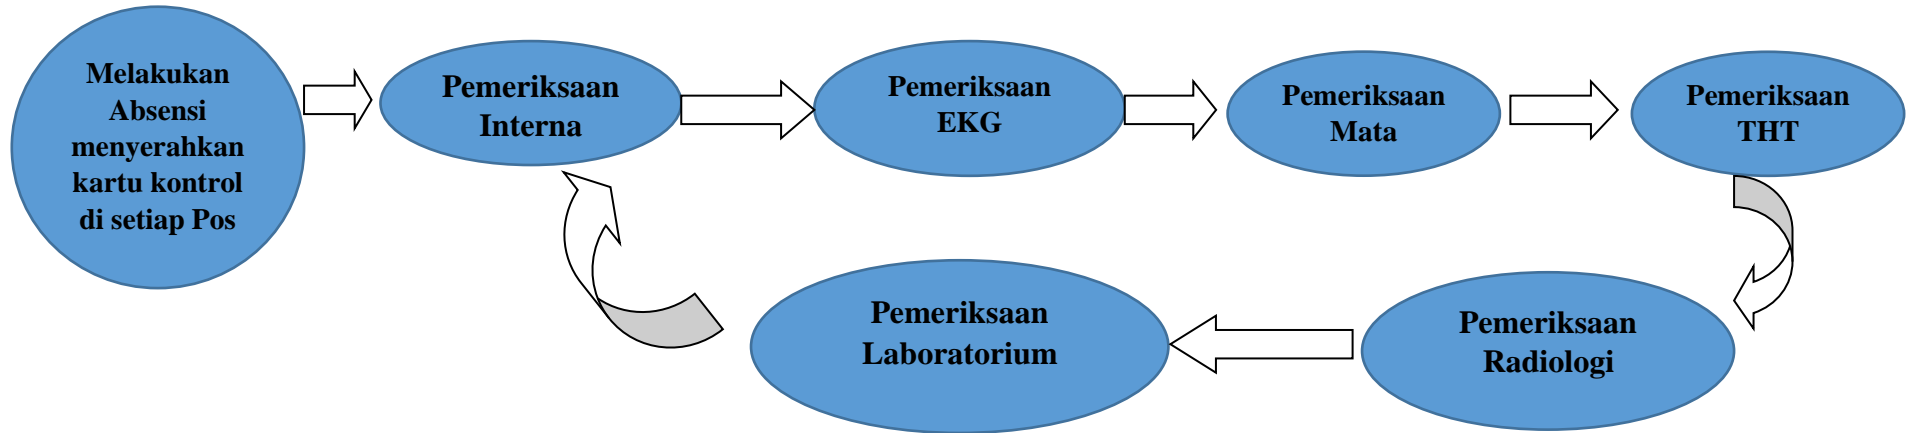 Melakukan
Absensi
menyerahkan
kartu kontrol
di setiap Pos
Pemeriksaan
Interna
Pemeriksaan
EKG
Pemeriksaan
Mata
Pemeriksaan
THT
Pemeriksaan
Radiologi
Pemeriksaan
Laboratorium